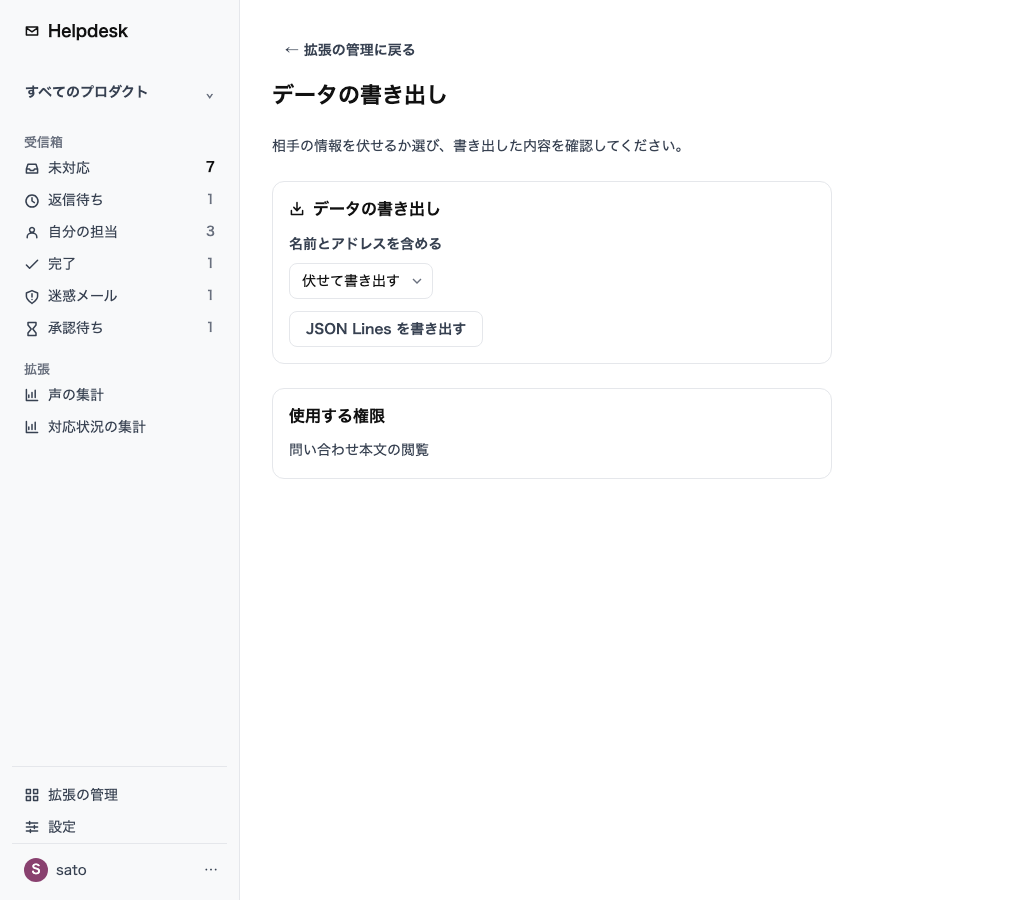 Helpdesk
すべてのプロダクト
受信箱
未対応 7
返信待ち 1
自分の担当 3
完了 1
迷惑メール 1
承認待ち 1
拡張
声の集計
対応状況の集計
拡張の管理
設定
S sato ...
← 拡張の管理に戻る
データの書き出し
相手の情報を伏せるか選び、書き出した内容を確認してください。
データの書き出し
名前とアドレスを含める
伏せて書き出す
JSON Lines を書き出す
使用する権限
問い合わせ本文の閲覧